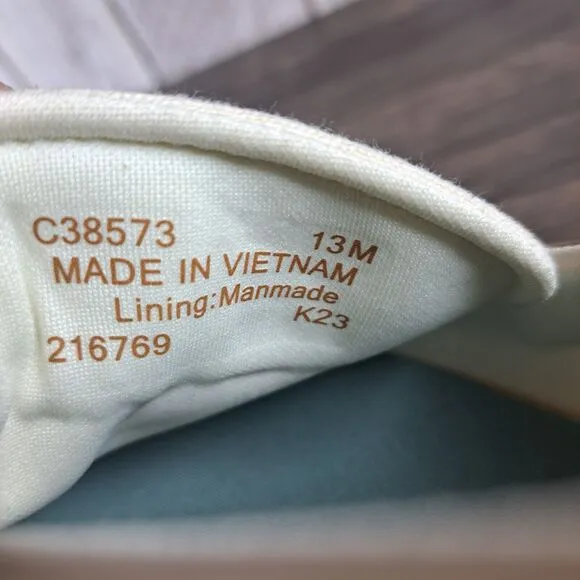 C38573 13M
MADE IN VIETNAM
Lining:Manmade
K23
216769